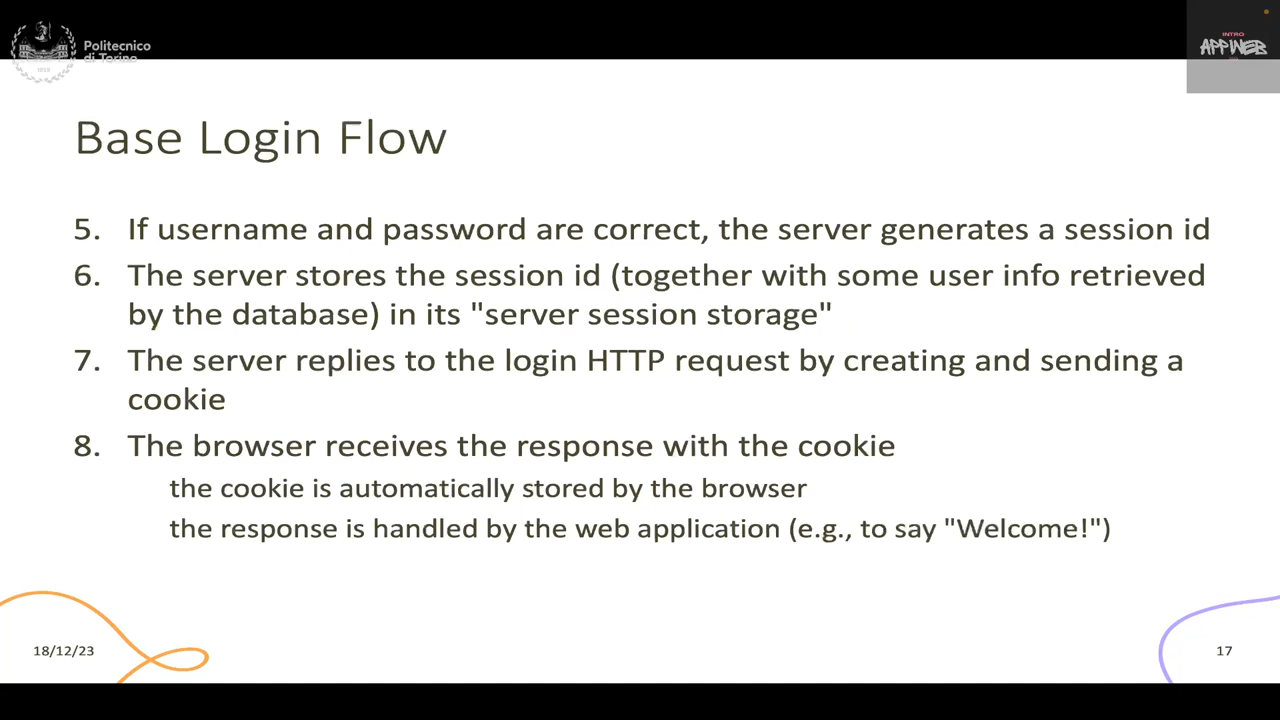 Politecnico
di Torino
1859
INTRO
APP WEB
Base Login Flow
5. If username and password are correct, the server generates a session id
6. The server stores the session id (together with some user info retrieved
by the database) in its "server session storage"
7. The server replies to the login HTTP request by creating and sending a
cookie
8. The browser receives the response with the cookie
the cookie is automatically stored by the browser
the response is handled by the web application (e.g., to say "Welcome!")
18/12/23
17